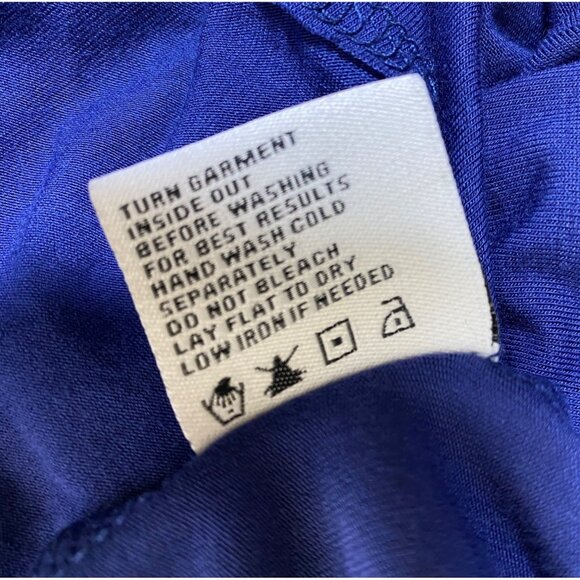 TURN GARMENT
INSIDE OUT
BEFORE WASHING
FOR BEST RESULTS
HAND WASH COLD
SEPARATELY
DO NOT BLEACH
LAY FLAT TO DRY
LOW IRON IF NEEDED